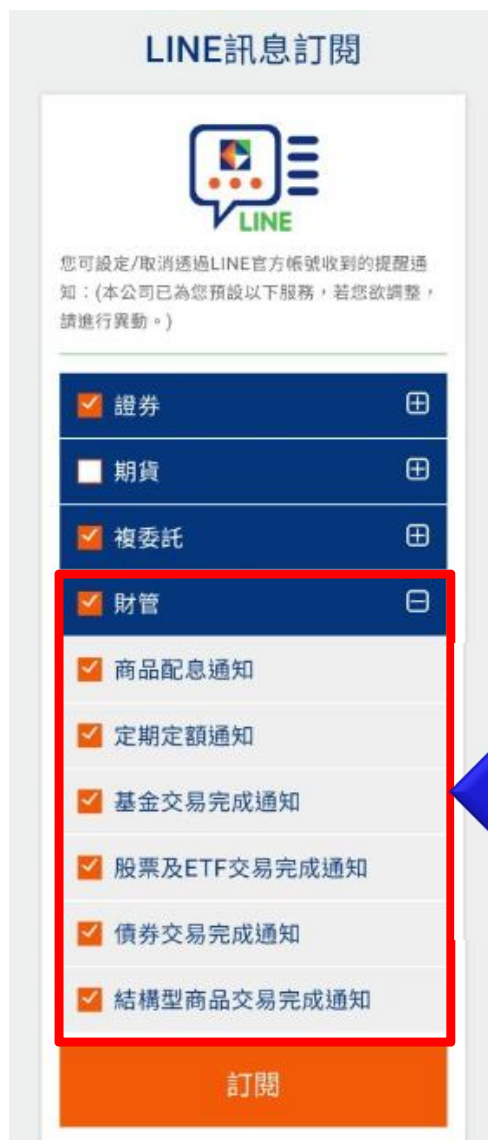 LINE訊息訂閱
LINE
您可設定/取消透過LINE官方帳號收到的提醒通
知：(本公司已為您預設以下服務，若您欲調整，
請進行異動。)
證券
期貨
複委託
財管
商品配息通知
定期定額通知
基金交易完成通知
股票及ETF交易完成通知
債券交易完成通知
結構型商品交易完成通知
訂閱